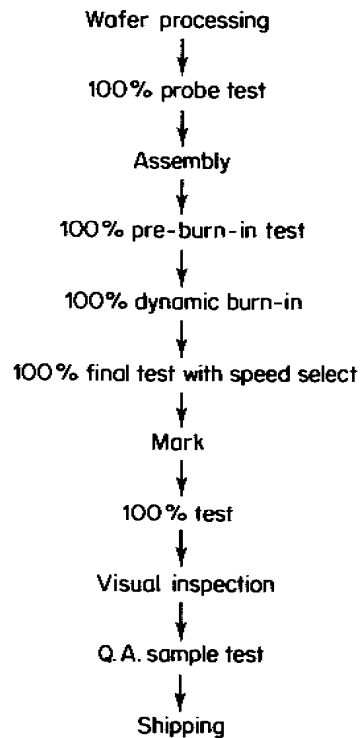 Wafer processing
100% probe test
Assembly
100% pre-burn-in test
100% dynamic burn-in
100% final test with speed select
Mark
100% test
Visual inspection
Q.A. sample test
Shipping